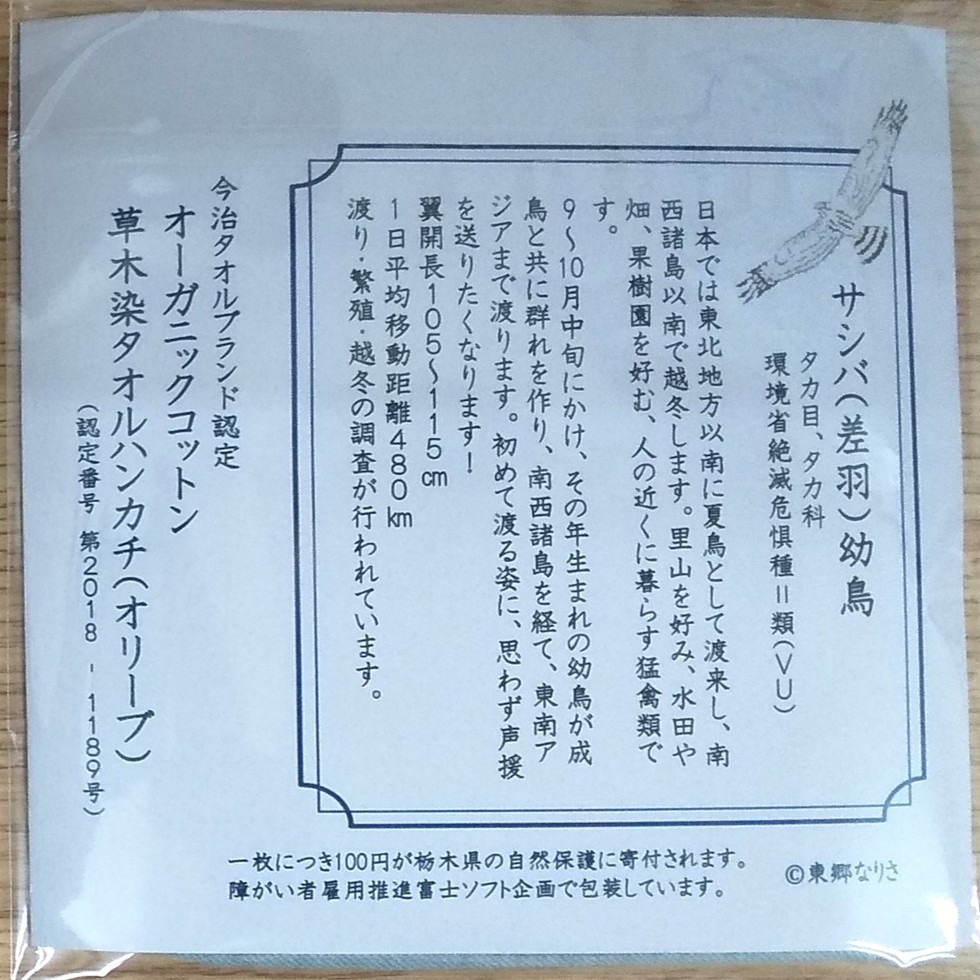 サシバ(差羽)幼鳥
タカ目、タカ科
環境省絶滅危惧種Ⅱ類(VU)
日本では東北地方以南に夏鳥として渡来し、南
西諸島以南で越冬します。里山を好み、水田や
畑、果樹園を好む、人の近くに暮らす猛禽類で
す。
9~10月中旬にかけ、その年生まれの幼鳥が成
鳥と共に群れを作り、南西諸島を経て、東南ア
ジアまで渡ります。初めて渡る姿に、思わず声援
を送りたくなります!
翼開長105~115cm
1日平均移動距離480km
渡り・繁殖・越冬の調査が行われています。
今治タオルブランド認定
オーガニックコットン
草木染タオルハンカチ(オリーブ)
(認定番号 第2018-1189号)
一枚につき100円が栃木県の自然保護に寄付されます。
障がい者雇用推進富士ソフト企画で包装しています。
©東郷なりさ